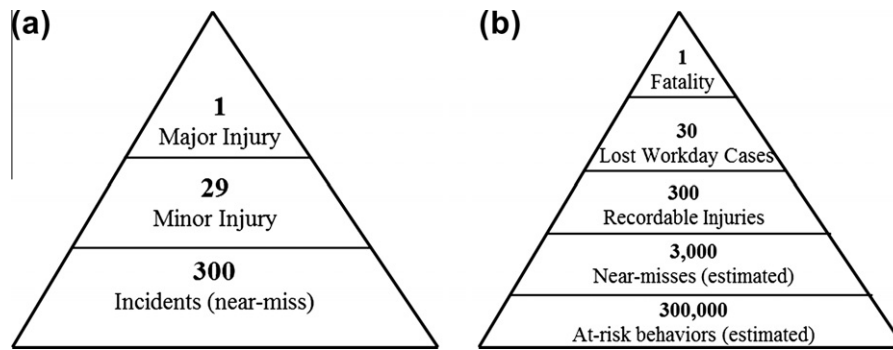 (a)
1
Major Injury
29
Minor Injury
300
Incidents (near-miss)
(b)
1
Fatality
30
Lost Workday Cases
300
Recordable Injuries
3,000
Near-misses (estimated)
300,000
At-risk behaviors (estimated)